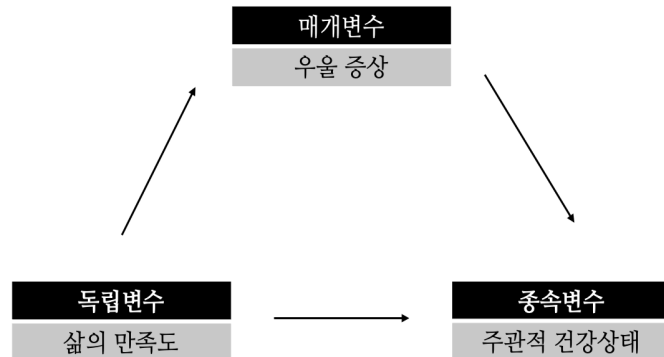 매개변수
우울 증상
독립변수
삶의 만족도
종속변수
주관적 건강상태